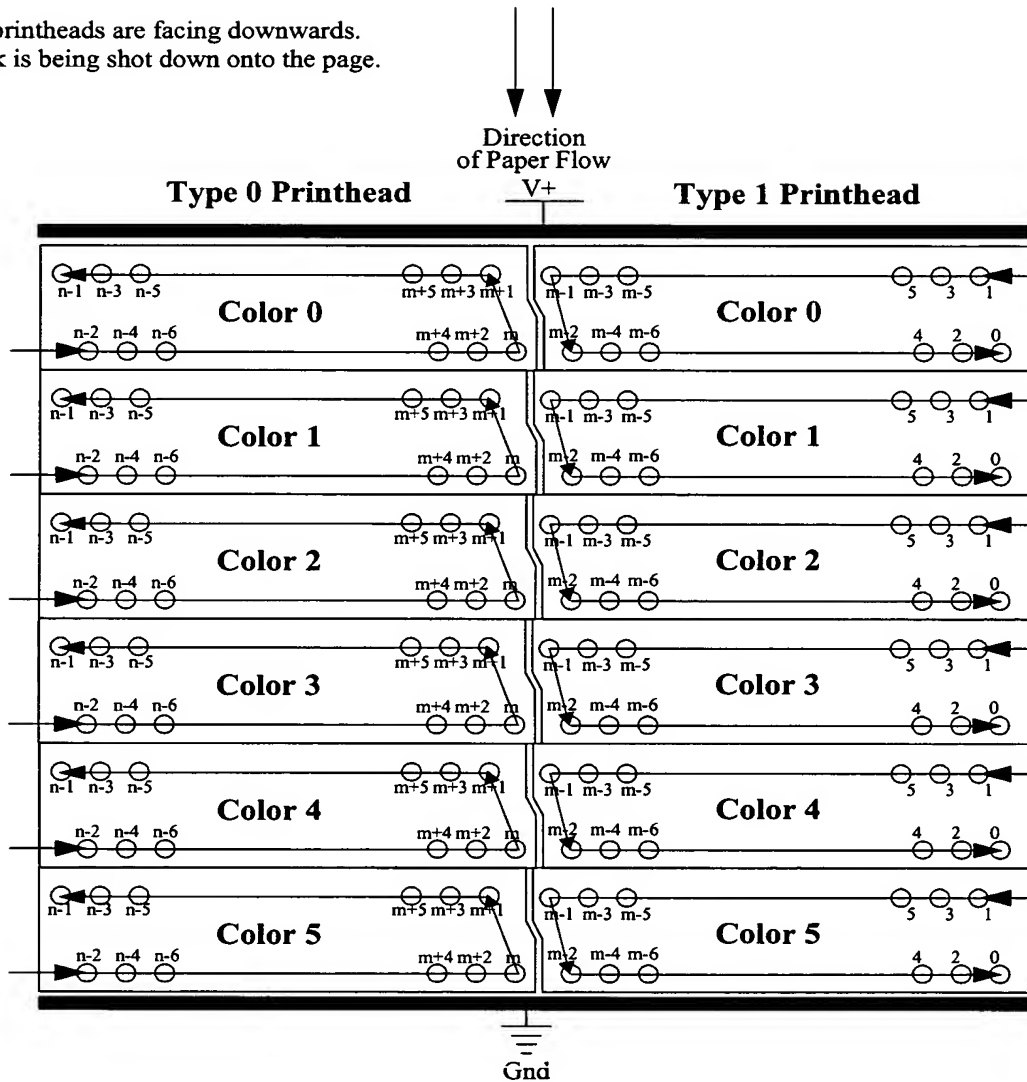 printheads are facing downwards.
k is being shot down onto the page.
Direction
of Paper Flow
Type 0 Printhead V+ Type 1 Printhead
n-1 n-3 n-5 m+5 m+3 m+1 m-1 m-3 m-5 5 3 1
Color 0 Color 0
n-2 n-4 n-6 m+4 m+2 m m-2 m-4 m-6 4 2 0
n-1 n-3 n-5 m+5 m+3 m+1 m-1 m-3 m-5 5 3 1
Color 1 Color 1
n-2 n-4 n-6 m+4 m+2 m m-2 m-4 m-6 4 2 0
n-1 n-3 n-5 m+5 m+3 m+1 m-1 m-3 m-5 5 3 1
Color 2 Color 2
n-2 n-4 n-6 m+4 m+2 m m-2 m-4 m-6 4 2 0
n-1 n-3 n-5 m+5 m+3 m+1 m-1 m-3 m-5 5 3 1
Color 3 Color 3
n-2 n-4 n-6 m+4 m+2 m m-2 m-4 m-6 4 2 0
n-1 n-3 n-5 m+5 m+3 m+1 m-1 m-3 m-5 5 3 1
Color 4 Color 4
n-2 n-4 n-6 m+4 m+2 m m-2 m-4 m-6 4 2 0
n-1 n-3 n-5 m+5 m+3 m+1 m-1 m-3 m-5 5 3 1
Color 5 Color 5
n-2 n-4 n-6 m+4 m+2 m m-2 m-4 m-6 4 2 0
Gnd